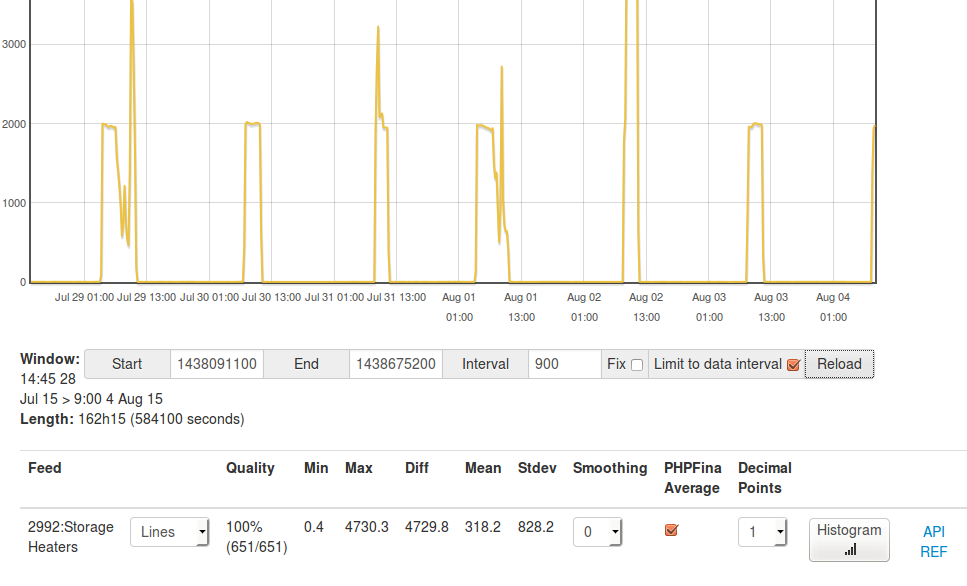 3000
2000
1000
0
Jul 29 01:00 Jul 29 13:00 Jul 30 01:00 Jul 30 13:00 Jul 31 01:00 Jul 31 13:00 Aug 01 Aug 01 Aug 02 Aug 02 Aug 03 Aug 03 Aug 04
01:00 13:00 01:00 13:00 01:00 13:00 01:00
Window: Start 1438091100 End 1438675200 Interval 900 Fix Limit to data interval Reload
14:45 28
Jul 15 > 9:00 4 Aug 15
Length: 162h15 (584100 seconds)
Feed Quality Min Max Diff Mean Stdev Smoothing PHPFina Decimal
Average Points
2992:Storage Lines 100% 0.4 4730.3 4729.8 318.2 828.2 0 1 Histogram API
Heaters (651/651) REF